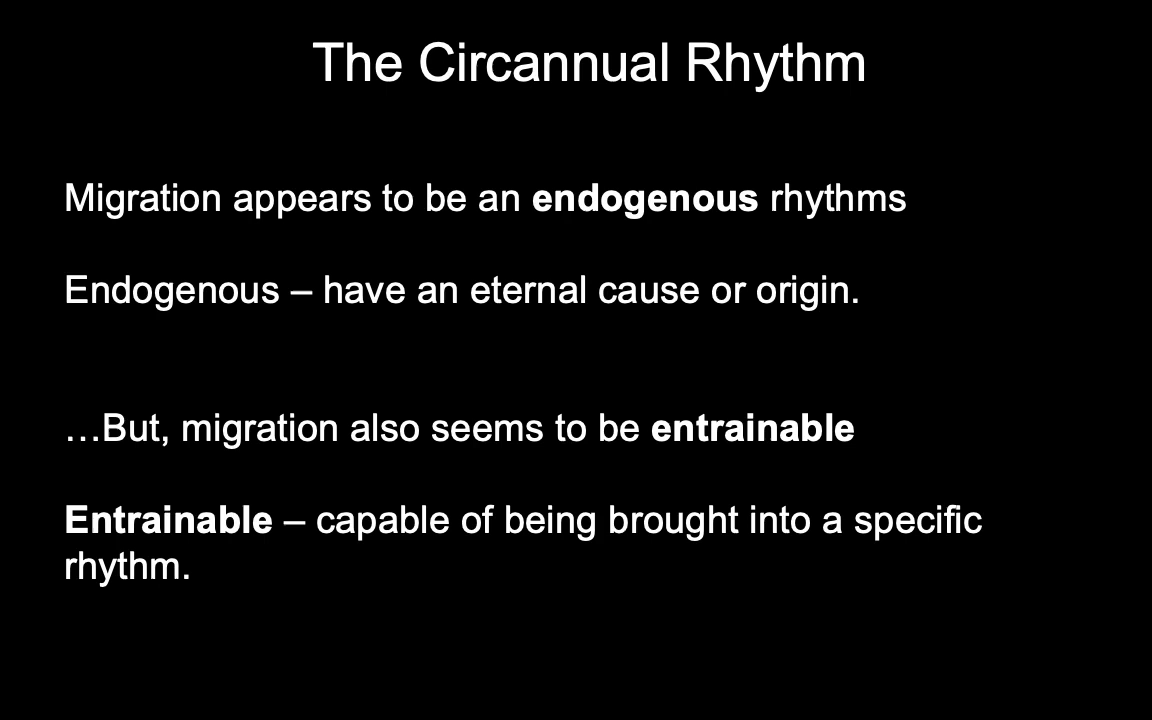 The Circannual Rhythm
Migration appears to be an endogenous rhythms
Endogenous – have an eternal cause or origin.
…But, migration also seems to be entrainable
Entrainable – capable of being brought into a specific
rhythm.